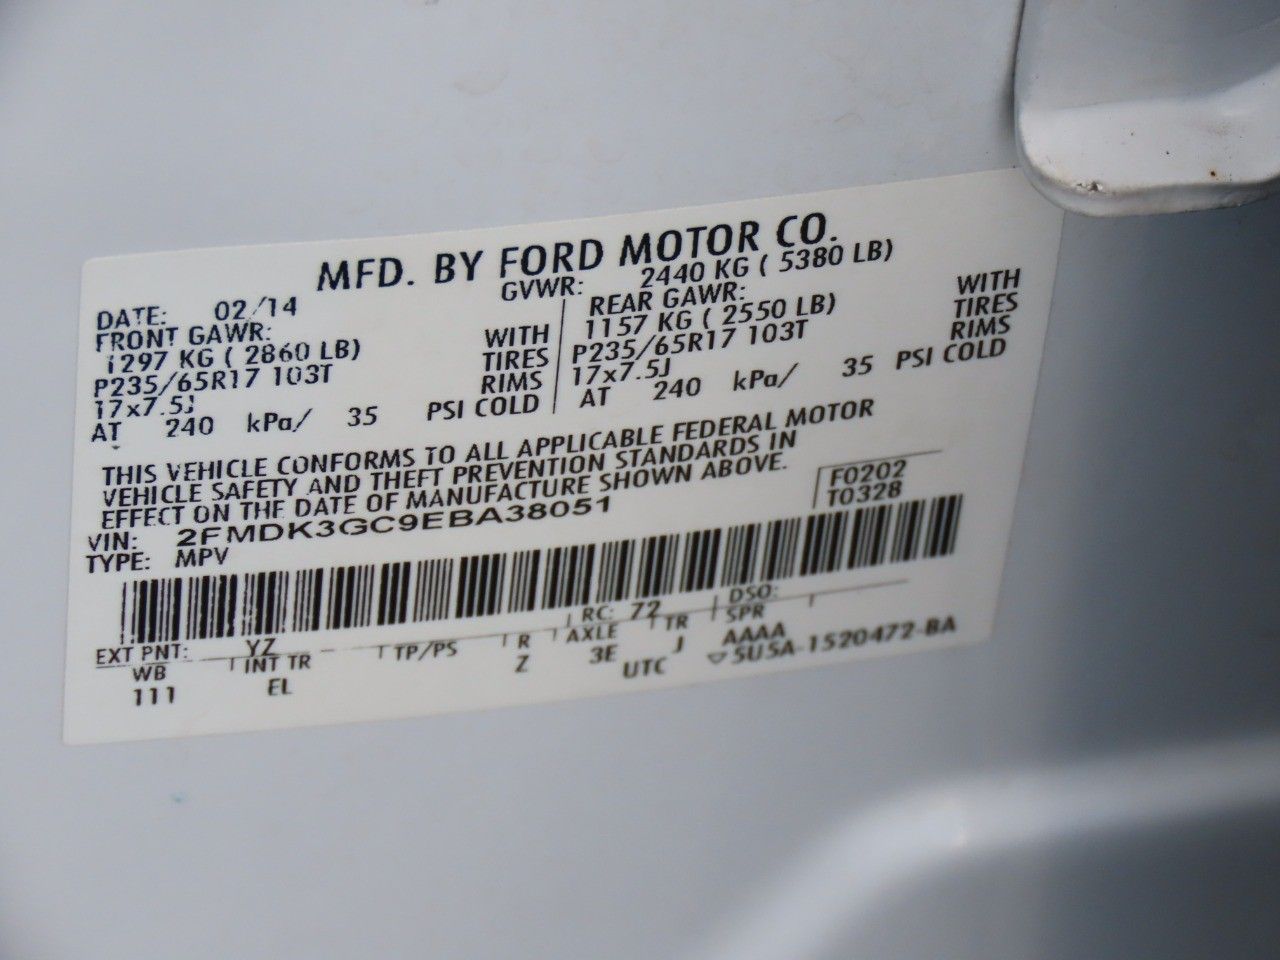 MFD. BY FORD MOTOR CO.
DATE: 02/14 GVWR: 2440 KG ( 5380 LB)
FRONT GAWR: REAR GAWR:
1297 KG ( 2860 LB) WITH 1157 KG ( 2550 LB) WITH
P235/65R17 103T TIRES P235/65R17 103T TIRES
17x7.5J RIMS 17x7.5J RIMS
AT 240 kPa/ 35 PSI COLD AT 240 kPa/ 35 PSI COLD
THIS VEHICLE CONFORMS TO ALL APPLICABLE FEDERAL MOTOR
VEHICLE SAFETY AND THEFT PREVENTION STANDARDS IN
EFFECT ON THE DATE OF MANUFACTURE SHOWN ABOVE.
F0202
VIN: 2FMDK3GC9EBA38051 T0328
TYPE: MPV
EXT PNT: YZ RC: 72 DSO:
WB INT TR TP/PS R AXLE TR SPR
111 EL Z 3E J AAAA
UTC ▽5U5A-1520472-BA